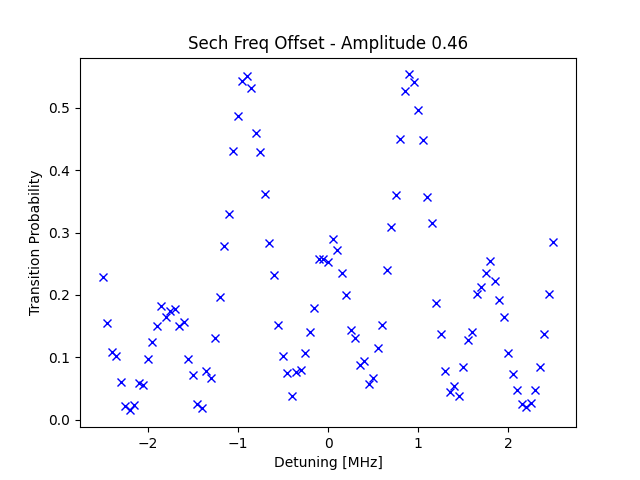 Sech Freq Offset - Amplitude 0.46
Transition Probability
0.5
0.4
0.3
0.2
0.1
0.0
−2 −1 0 1 2
Detuning [MHz]